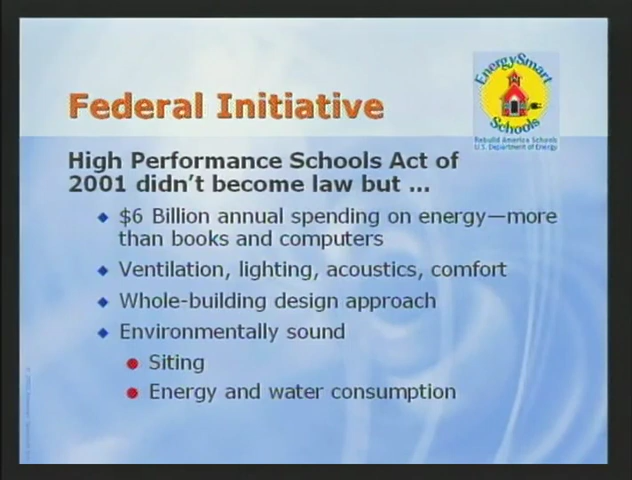 Federal Initiative
EnergySmart
Schools
Rebuild America Schools
U.S. Department of Energy
High Performance Schools Act of
2001 didn't become law but ...
$6 Billion annual spending on energy—more
than books and computers
Ventilation, lighting, acoustics, comfort
Whole-building design approach
Environmentally sound
Siting
Energy and water consumption